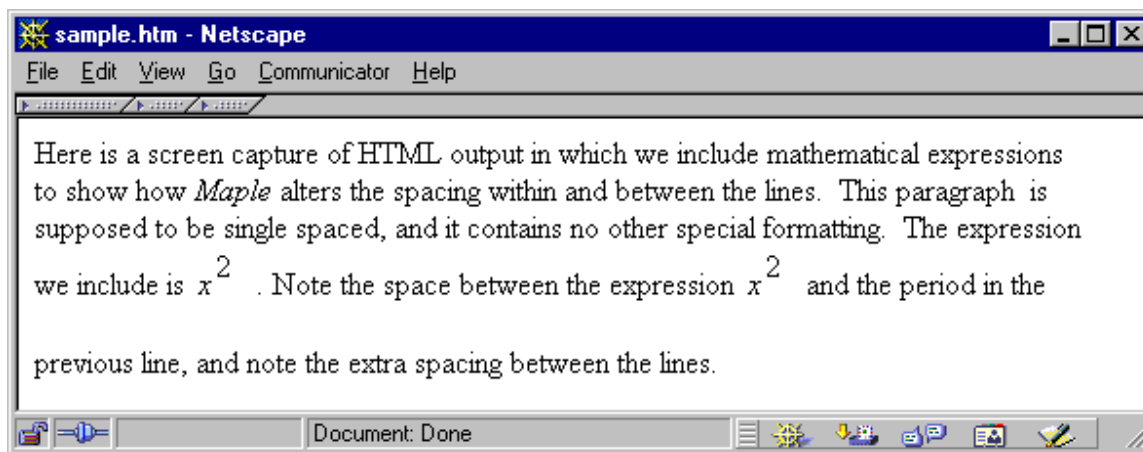 sample.htm - Netscape
File Edit View Go Communicator Help
Here is a screen capture of HTML output in which we include mathematical expressions
to show how Maple alters the spacing within and between the lines.  This paragraph  is
supposed to be single spaced, and it contains no other special formatting.  The expression
we include is x²  . Note the space between the expression x²  and the period in the
previous line, and note the extra spacing between the lines.
Document: Done